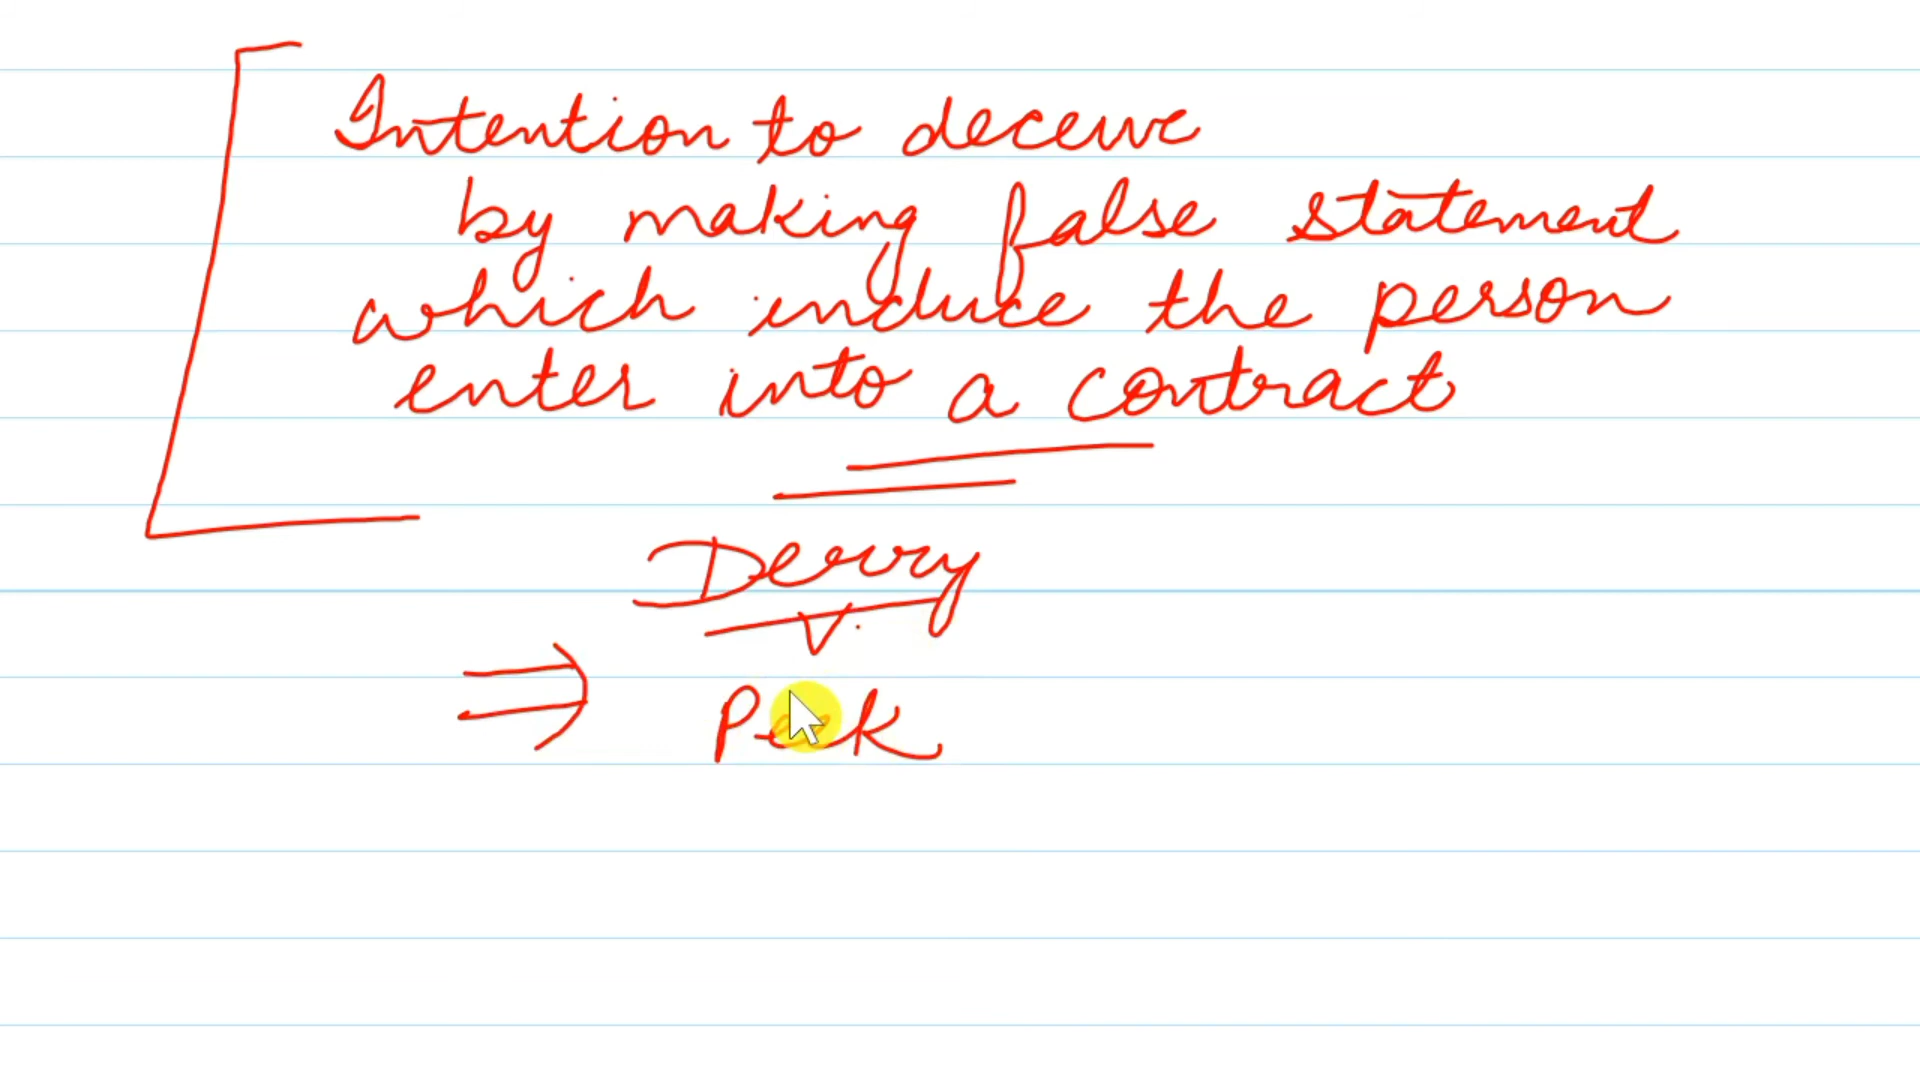 Intention to deceive
by making false statement
which induce the person
enter into a contract
Derry
V.
Peek